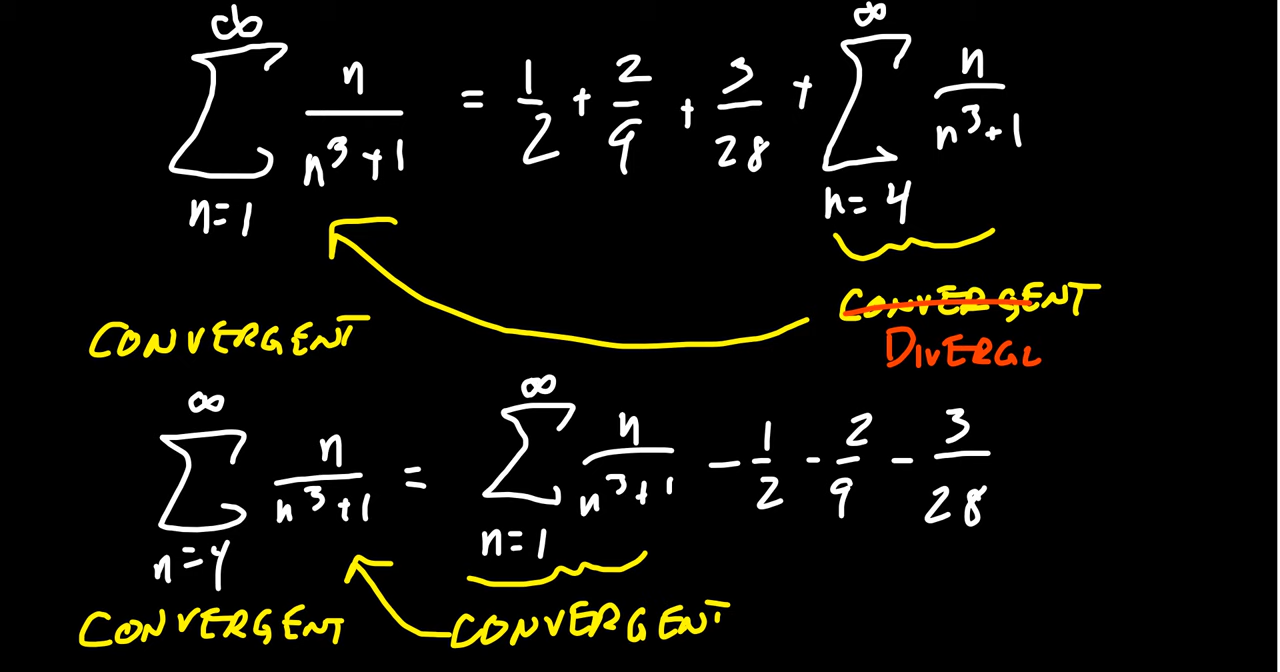 ∞ ∑ n=1 n/(n³+1) = 1/2 + 2/9 + 3/28 + ∞ ∑ n=4 n/(n³+1)
CONVERGENT
DIVERGE
CONVERGENT
∞ ∑ n=4 n/(n³+1) = ∞ ∑ n=1 n/(n³+1) - 1/2 - 2/9 - 3/28
CONVERGENT CONVERGENT